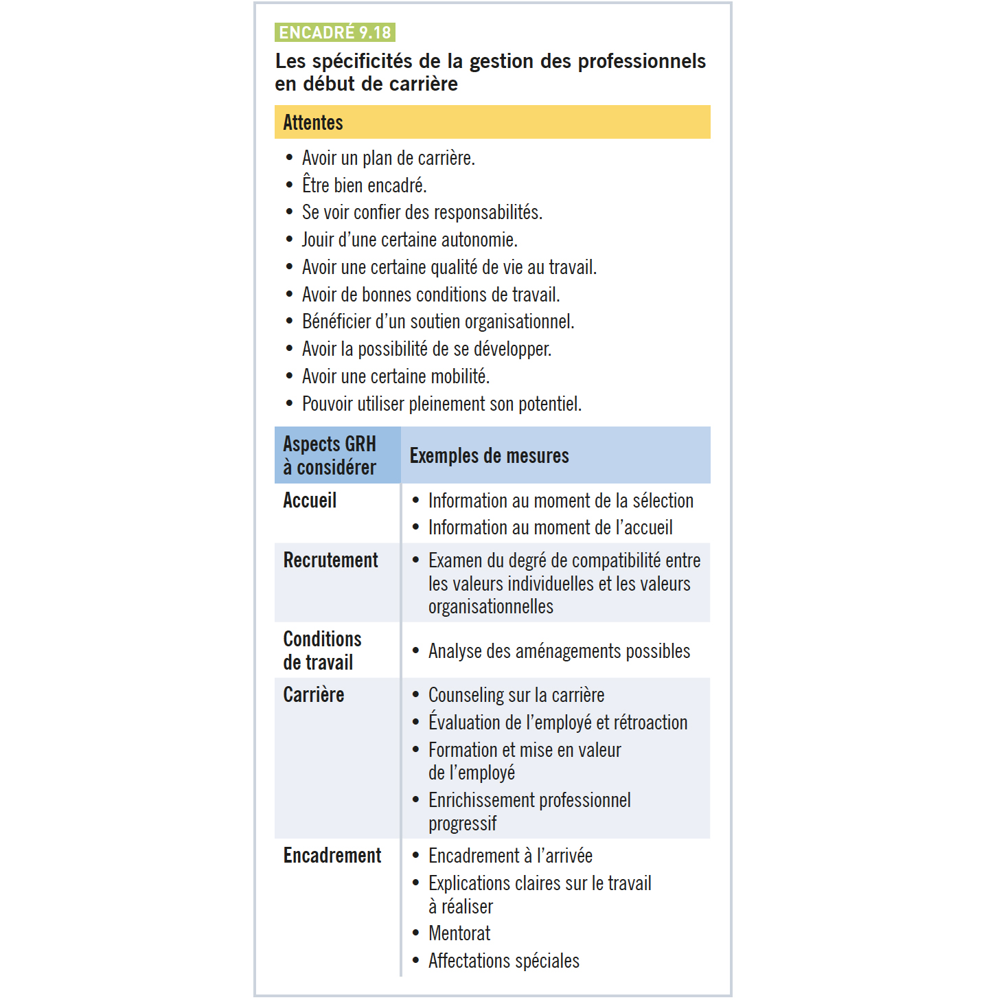 ENCADRÉ 9.18
Les spécificités de la gestion des professionnels
en début de carrière
Attentes
• Avoir un plan de carrière.
• Être bien encadré.
• Se voir confier des responsabilités.
• Jouir d’une certaine autonomie.
• Avoir une certaine qualité de vie au travail.
• Avoir de bonnes conditions de travail.
• Bénéficier d’un soutien organisationnel.
• Avoir la possibilité de se développer.
• Avoir une certaine mobilité.
• Pouvoir utiliser pleinement son potentiel.
Aspects GRH
à considérer
Exemples de mesures
Accueil
• Information au moment de la sélection
• Information au moment de l’accueil
Recrutement
• Examen du degré de compatibilité entre
les valeurs individuelles et les valeurs
organisationnelles
Conditions
de travail
• Analyse des aménagements possibles
Carrière
• Counseling sur la carrière
• Évaluation de l’employé et rétroaction
• Formation et mise en valeur
de l’employé
• Enrichissement professionnel
progressif
Encadrement
• Encadrement à l’arrivée
• Explications claires sur le travail
à réaliser
• Mentorat
• Affectations spéciales